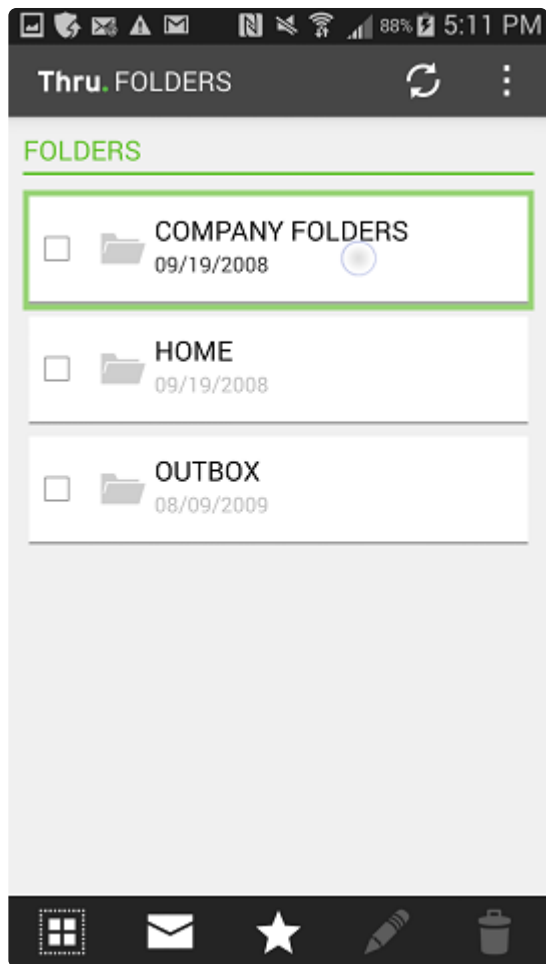 88% 5:11 PM
Thru. FOLDERS
FOLDERS
COMPANY FOLDERS
09/19/2008
HOME
09/19/2008
OUTBOX
08/09/2009